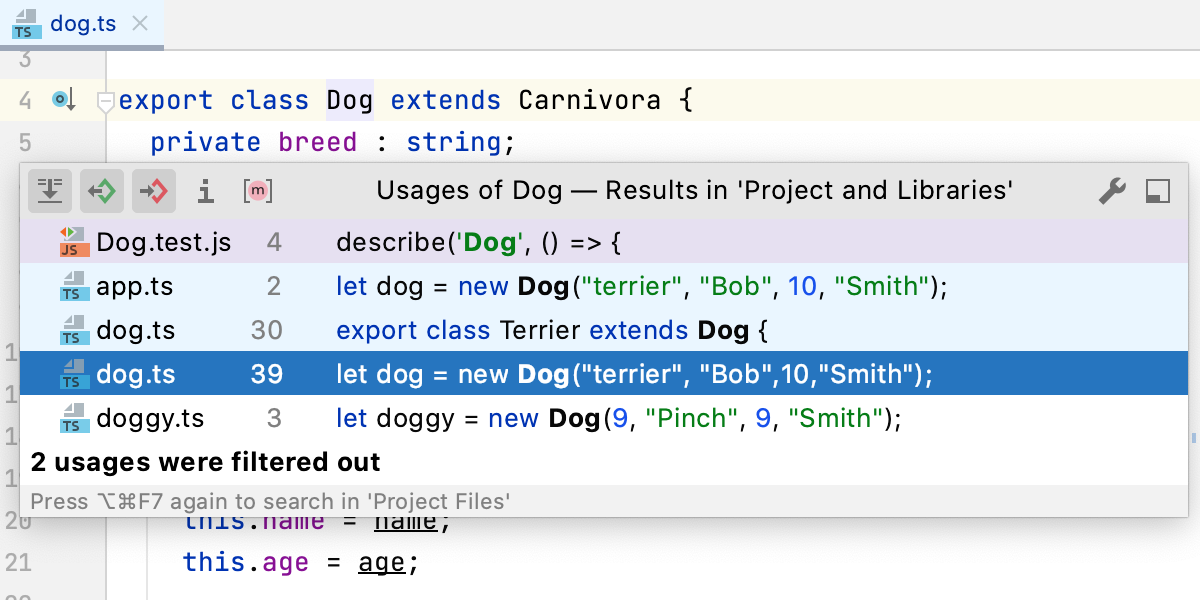 TS dog.ts
3
4 export class Dog extends Carnivora {
5 private breed : string;
i [m] Usages of Dog — Results in 'Project and Libraries'
JS Dog.test.js 4 describe('Dog', () => {
TS app.ts 2 let dog = new Dog("terrier", "Bob", 10, "Smith");
TS dog.ts 30 export class Terrier extends Dog {
TS dog.ts 39 let dog = new Dog("terrier", "Bob",10,"Smith");
TS doggy.ts 3 let doggy = new Dog(9, "Pinch", 9, "Smith");
2 usages were filtered out
Press ⌥⌘F7 again to search in 'Project Files'
20 this.name = name;
21 this.age = age;